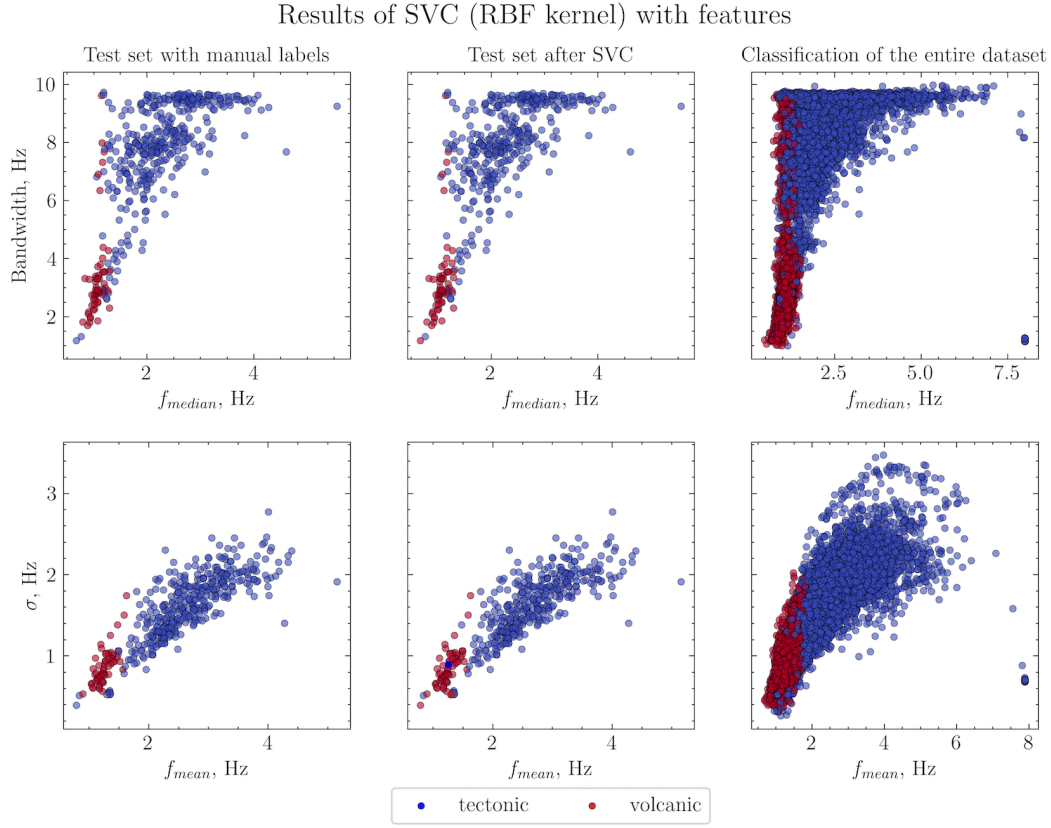 Results of SVC (RBF kernel) with features
Test set with manual labels
Test set after SVC
Classification of the entire dataset
Bandwidth, Hz
10
8
6
4
2
2 4
2 4
2.5 5.0 7.5
f_median, Hz
f_median, Hz
f_median, Hz
σ, Hz
3
2
1
2 4
2 4
2 4 6 8
f_mean, Hz
f_mean, Hz
f_mean, Hz
tectonic
volcanic